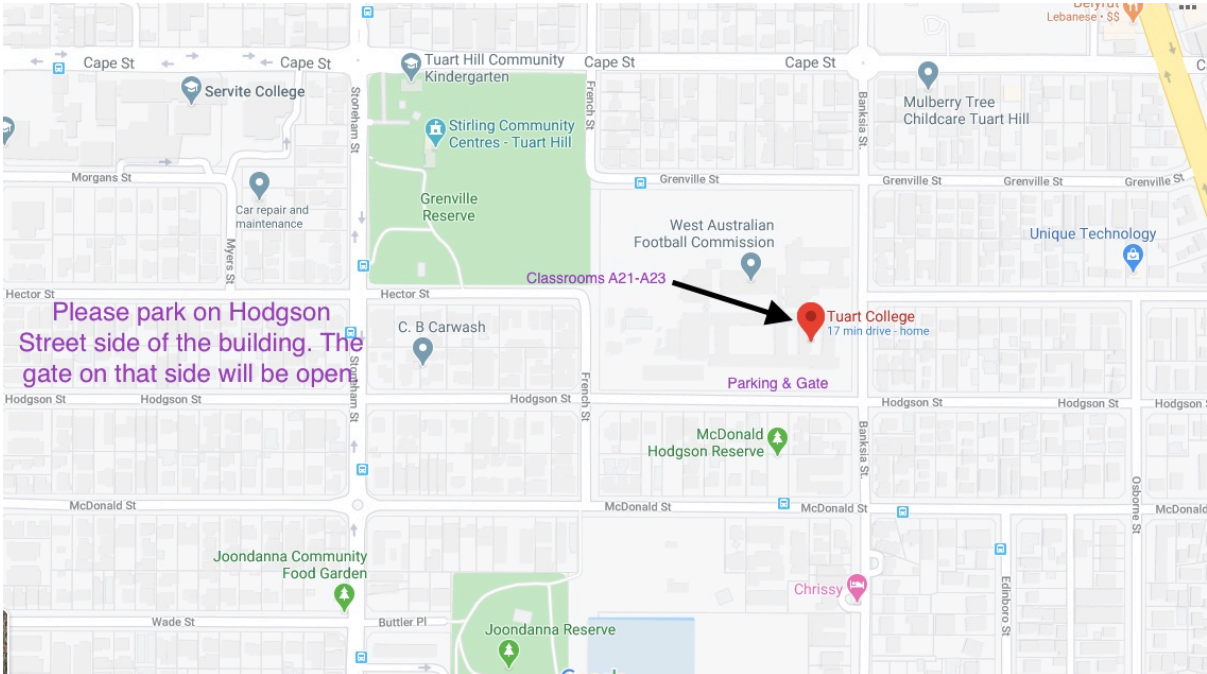 Delyfrut
Lebanese • $$
Cape St
Cape St
Tuart Hill Community
Kindergarten
Cape St
Cape St
Servite College
Stoneham St
French St
Banksia St.
Mulberry Tree
Childcare Tuart Hill
Stirling Community
Centres - Tuart Hill
Morgans St
Grenville St
Grenville St
Grenville St
Grenville St
Car repair and
maintenance
Grenville
Reserve
West Australian
Football Commission
Unique Technology
Myers St
Classrooms A21-A23
Hector St
Hector St
Please park on Hodgson
Street side of the building. The
gate on that side will be open
C. B Carwash
Tuart College
17 min drive - home
Stoneham St
French St
Parking & Gate
Hodgson St
Hodgson St
Hodgson St
Hodgson St
Hodgson St
Hodgson
McDonald
Hodgson Reserve
Banksia St.
McDonald St
McDonald St
McDonald St
McDonald
Osborne St
Joondanna Community
Food Garden
Chrissy
Edinboro St
Wade St
Buttler Pl
Joondanna Reserve